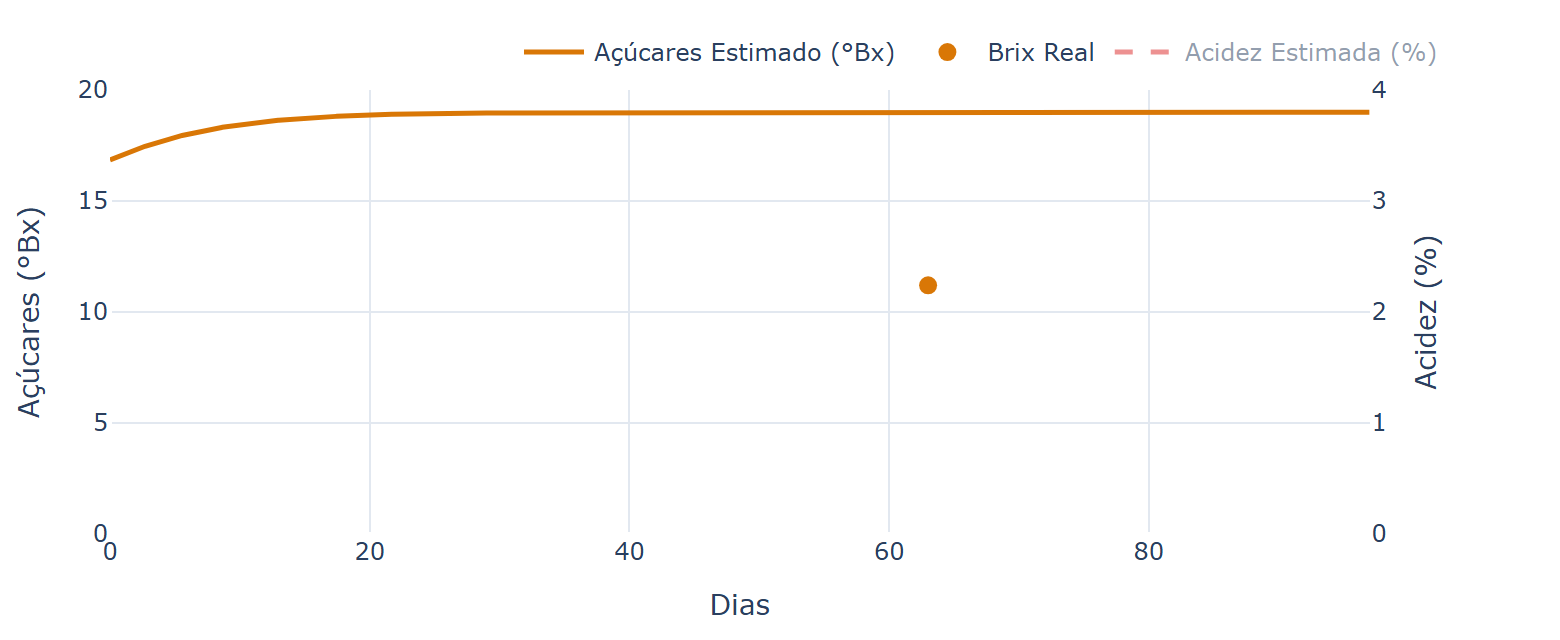 Açúcares Estimado (°Bx) Brix Real Acidez Estimada (%)
20 4
15 3
10 2
5 1
0 0
0 20 40 60 80
Açúcares (°Bx)
Acidez (%)
Dias